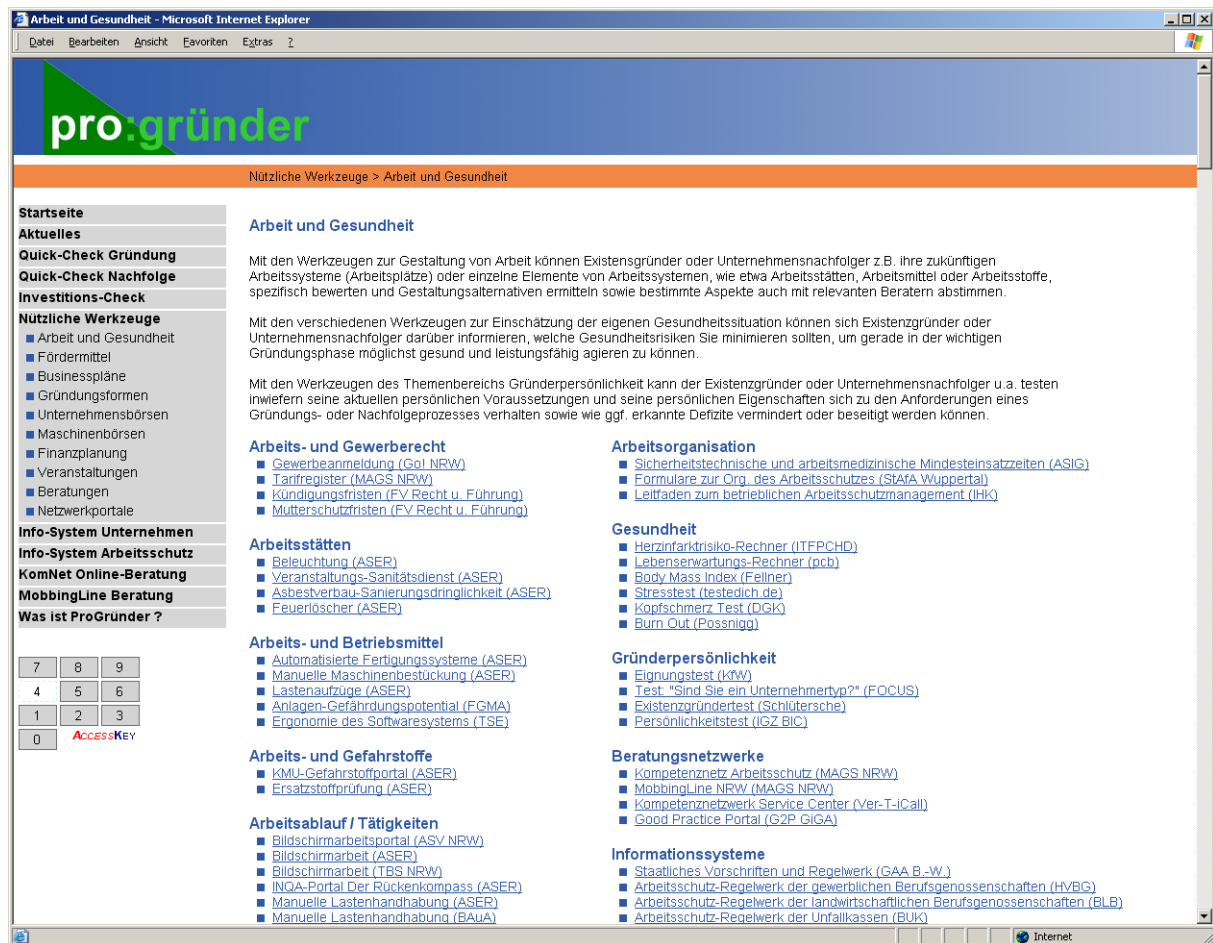 Arbeit und Gesundheit - Microsoft Internet Explorer
Datei Bearbeiten Ansicht Favoriten Extras ?
pro:gründer
Nützliche Werkzeuge > Arbeit und Gesundheit
Startseite
Aktuelles
Quick-Check Gründung
Quick-Check Nachfolge
Investitions-Check
Nützliche Werkzeuge
Arbeit und Gesundheit
Fördermittel
Businesspläne
Gründungsformen
Unternehmensbörsen
Maschinenbörsen
Finanzplanung
Veranstaltungen
Beratungen
Netzwerkportale
Info-System Unternehmen
Info-System Arbeitsschutz
KomNet Online-Beratung
MobbingLine Beratung
Was ist ProGründer ?
7 8 9
4 5 6
1 2 3
0 AccessKey
Arbeit und Gesundheit
Mit den Werkzeugen zur Gestaltung von Arbeit können Existensgründer oder Unternehmensnachfolger z.B. ihre zukünftigen
Arbeitssysteme (Arbeitsplätze) oder einzelne Elemente von Arbeitssystemen, wie etwa Arbeitsstätten, Arbeitsmittel oder Arbeitsstoffe,
spezifisch bewerten und Gestaltungsalternativen ermitteln sowie bestimmte Aspekte auch mit relevanten Beratern abstimmen.
Mit den verschiedenen Werkzeugen zur Einschätzung der eigenen Gesundheitssituation können sich Existenzgründer oder
Unternehmensnachfolger darüber informieren, welche Gesundheitsrisiken Sie minimieren sollten, um gerade in der wichtigen
Gründungsphase möglichst gesund und leistungsfähig agieren zu können.
Mit den Werkzeugen des Themenbereichs Gründerpersönlichkeit kann der Existenzgründer oder Unternehmensnachfolger u.a. testen
inwiefern seine aktuellen persönlichen Voraussetzungen und seine persönlichen Eigenschaften sich zu den Anforderungen eines
Gründungs- oder Nachfolgeprozesses verhalten sowie wie ggf. erkannte Defizite vermindert oder beseitigt werden können.
Arbeits- und Gewerberecht
Gewerbeanmeldung (Go! NRW)
Tarifregister (MAGS NRW)
Kündigungsfristen (FV Recht u. Führung)
Mutterschutzfristen (FV Recht u. Führung)
Arbeitsstätten
Beleuchtung (ASER)
Veranstaltungs-Sanitätsdienst (ASER)
Asbestverbau-Sanierungsdringlichkeit (ASER)
Feuerlöscher (ASER)
Arbeits- und Betriebsmittel
Automatisierte Fertigungssysteme (ASER)
Manuelle Maschinenbestückung (ASER)
Lastenaufzüge (ASER)
Anlagen-Gefährdungspotential (FGMA)
Ergonomie des Softwaresystems (TSE)
Arbeits- und Gefahrstoffe
KMU-Gefahrstoffportal (ASER)
Ersatzstoffprüfung (ASER)
Arbeitsablauf / Tätigkeiten
Bildschirmarbeitsportal (ASV NRW)
Bildschirmarbeit (ASER)
Bildschirmarbeit (TBS NRW)
INQA-Portal Der Rückenkompass (ASER)
Manuelle Lastenhandhabung (ASER)
Manuelle Lastenhandhabung (BAuA)
Arbeitsorganisation
Sicherheitstechnische und arbeitsmedizinische Mindesteinsatzzeiten (ASIG)
Formulare zur Org. des Arbeitsschutzes (StAfA Wuppertal)
Leitfaden zum betrieblichen Arbeitsschutzmanagement (IHK)
Gesundheit
Herzinfarktrisiko-Rechner (ITFPCHD)
Lebenserwartungs-Rechner (pcb)
Body Mass Index (Fellner)
Stresstest (testedich.de)
Kopfschmerz Test (DGK)
Burn Out (Possnigg)
Gründerpersönlichkeit
Eignungstest (KfW)
Test: "Sind Sie ein Unternehmertyp?" (FOCUS)
Existenzgründertest (Schlütersche)
Persönlichkeitstest (IGZ BIC)
Beratungsnetzwerke
Kompetenznetz Arbeitsschutz (MAGS NRW)
MobbingLine NRW (MAGS NRW)
Kompetenznetzwerk Service Center (Ver-T-iCall)
Good Practice Portal (G2P GiGA)
Informationssysteme
Staatliches Vorschriften und Regelwerk (GAA B.-W.)
Arbeitsschutz-Regelwerk der gewerblichen Berufsgenossenschaften (HVBG)
Arbeitsschutz-Regelwerk der landwirtschaftlichen Berufsgenossenschaften (BLB)
Arbeitsschutz-Regelwerk der Unfallkassen (BUK)
Internet